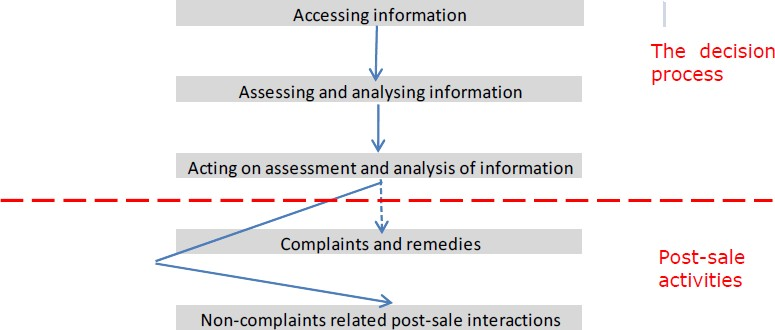 Accessing information
The decision
process
Assessing and analysing information
Acting on assessment and analysis of information
Complaints and remedies
Post-sale
activities
Non-complaints related post-sale interactions